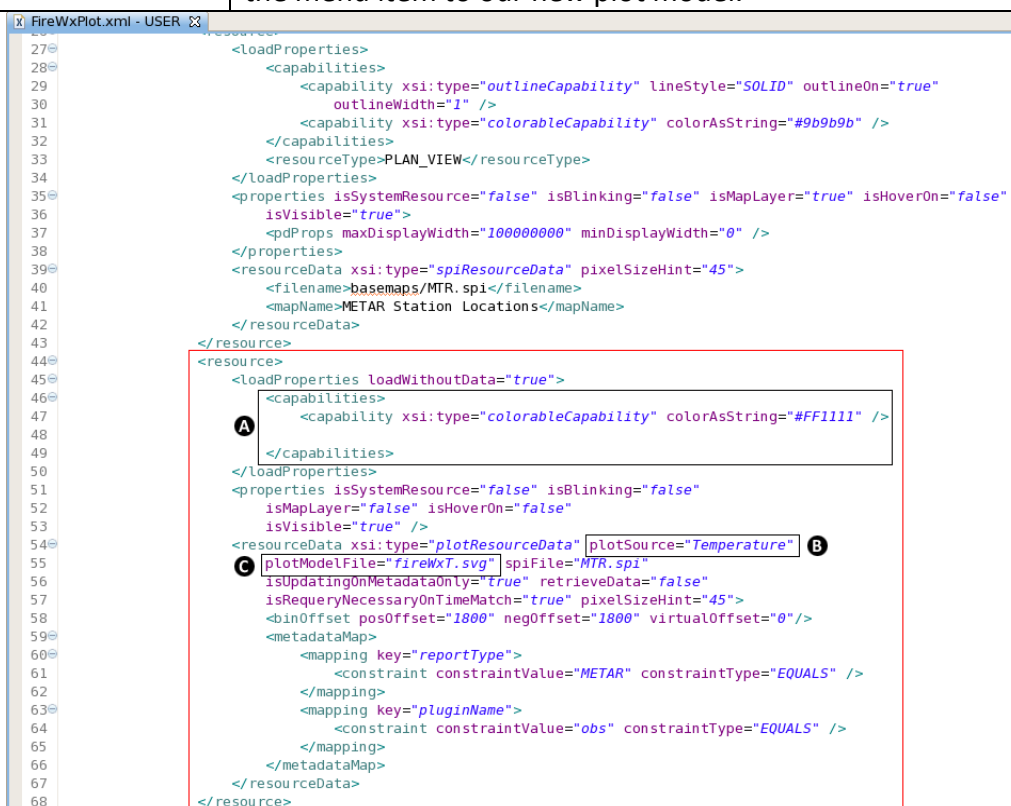 the menu item to our new plot model.
FireWxPlot.xml - USER
27 <loadProperties>
28 <capabilities>
29 <capability xsi:type="outlineCapability" lineStyle="SOLID" outlineOn="true"
30 outlineWidth="1" />
31 <capability xsi:type="colorableCapability" colorAsString="#9b9b9b" />
32 </capabilities>
33 <resourceType>PLAN_VIEW</resourceType>
34 </loadProperties>
35 <properties isSystemResource="false" isBlinking="false" isMapLayer="true" isHoverOn="false"
36 isVisible="true">
37 <pdProps maxDisplayWidth="100000000" minDisplayWidth="0" />
38 </properties>
39 <resourceData xsi:type="spiResourceData" pixelSizeHint="45">
40 <filename>basemaps/MTR.spi</filename>
41 <mapName>METAR Station Locations</mapName>
42 </resourceData>
43 </resource>
44 <resource>
45 <loadProperties loadWithoutData="true">
46 <capabilities>
47 <capability xsi:type="colorableCapability" colorAsString="#FF1111" />
A
48
49 </capabilities>
50 </loadProperties>
51 <properties isSystemResource="false" isBlinking="false"
52 isMapLayer="false" isHoverOn="false"
53 isVisible="true" />
54 <resourceData xsi:type="plotResourceData" plotSource="Temperature" B
55 C plotModelFile="fireWxT.svg" spiFile="MTR.spi"
56 isUpdatingOnMetadataOnly="true" retrieveData="false"
57 isRequeryNecessaryOnTimeMatch="true" pixelSizeHint="45">
58 <binOffset posOffset="1800" negOffset="1800" virtualOffset="0"/>
59 <metadataMap>
60 <mapping key="reportType">
61 <constraint constraintValue="METAR" constraintType="EQUALS" />
62 </mapping>
63 <mapping key="pluginName">
64 <constraint constraintValue="obs" constraintType="EQUALS" />
65 </mapping>
66 </metadataMap>
67 </resourceData>
68 </resource>